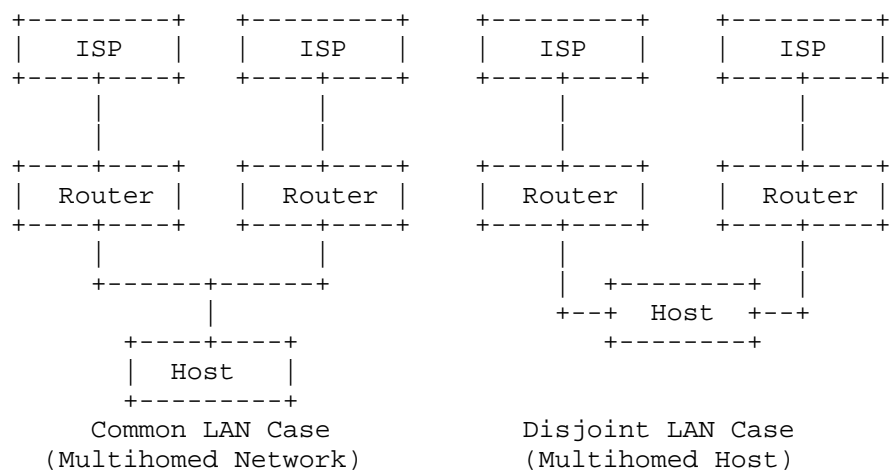 ISP ISP ISP ISP
Router Router Router Router
Host
Host
Common LAN Case Disjoint LAN Case
(Multihomed Network) (Multihomed Host)